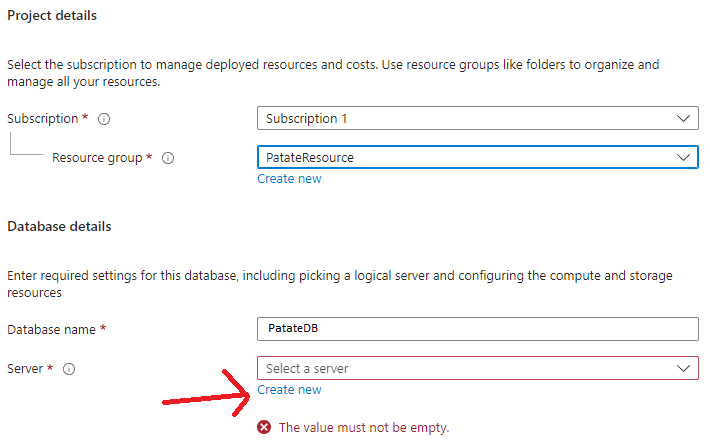 Project details
Select the subscription to manage deployed resources and costs. Use resource groups like folders to organize and
manage all your resources.
Subscription *
Subscription 1
Resource group *
PatateResource
Create new
Database details
Enter required settings for this database, including picking a logical server and configuring the compute and storage
resources
Database name *
PatateDB
Server *
Select a server
Create new
The value must not be empty.